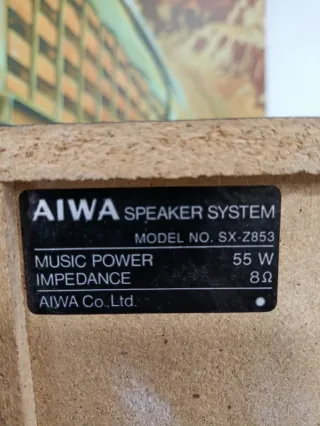 AIWA SPEAKER SYSTEM
MODEL NO. SX-Z853
MUSIC POWER 55 W
IMPEDANCE 8Ω
AIWA Co.,Ltd.